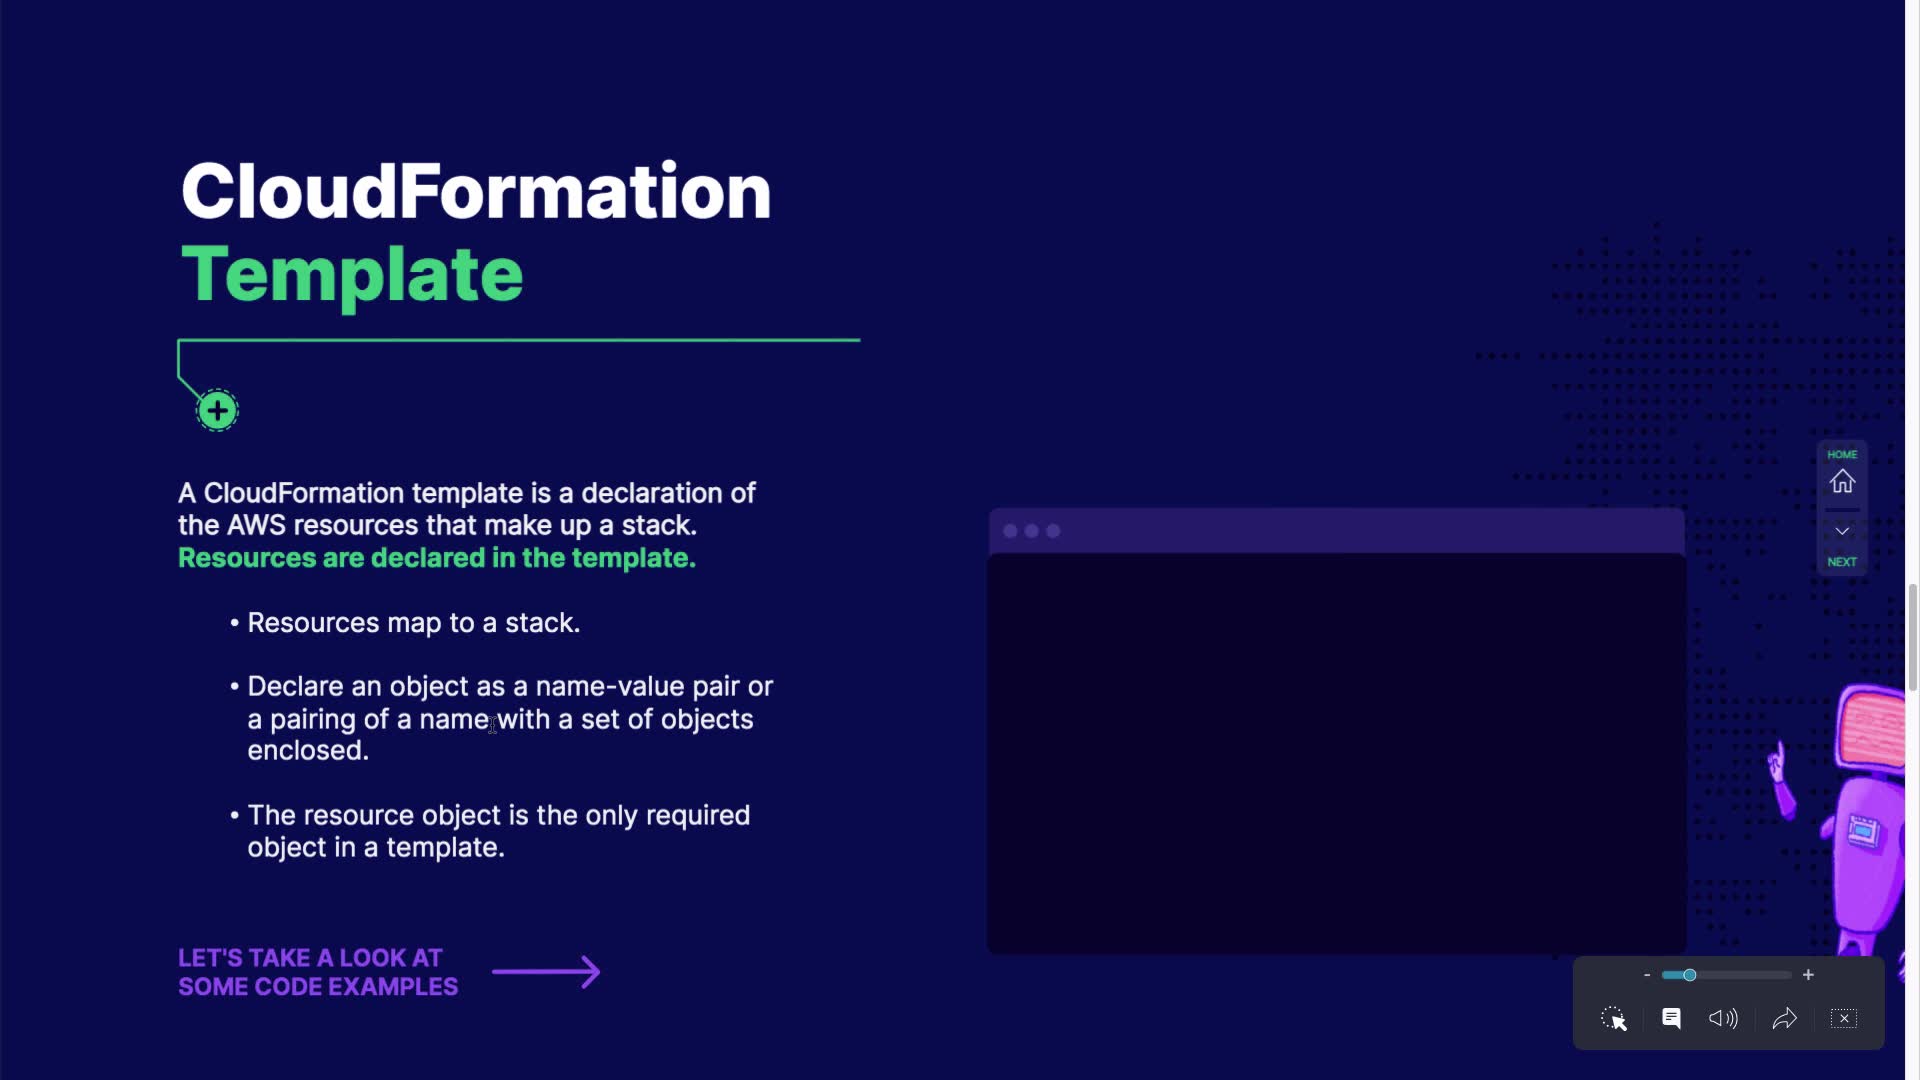 CloudFormation
Template
A CloudFormation template is a declaration of
the AWS resources that make up a stack.
Resources are declared in the template.
• Resources map to a stack.
• Declare an object as a name-value pair or
a pairing of a name with a set of objects
enclosed.
• The resource object is the only required
object in a template.
LET'S TAKE A LOOK AT
SOME CODE EXAMPLES
HOME
NEXT